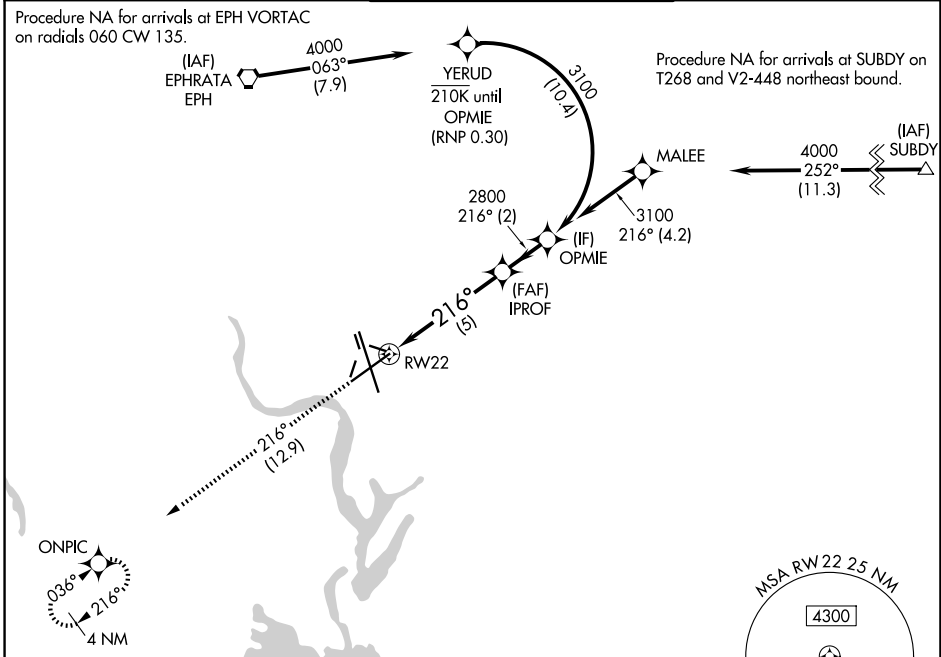 Procedure NA for arrivals at EPH VORTAC
on radials 060 CW 135.
(IAF)
EPHRATA
EPH
4000
063°
(7.9)
YERUD
210K until
OPMIE
(RNP 0.30)
3100
(10.4)
Procedure NA for arrivals at SUBDY on
T268 and V2-448 northeast bound.
(IAF)
SUBDY
4000
252°
(11.3)
MALEE
3100
216° (4.2)
2800
216° (2)
(IF)
OPMIE
(FAF)
IPROF
216°
(5)
RW22
216°
(12.9)
ONPIC
036°
216°
4 NM
MSA RW22 25 NM
4300